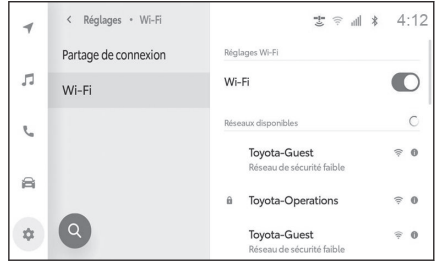 Réglages • Wi-Fi
4:12
Partage de connexion
Wi-Fi
Réglages Wi-Fi
Wi-Fi
Réseaux disponibles
Toyota-Guest
Réseau de sécurité faible
Toyota-Operations
Toyota-Guest
Réseau de sécurité faible